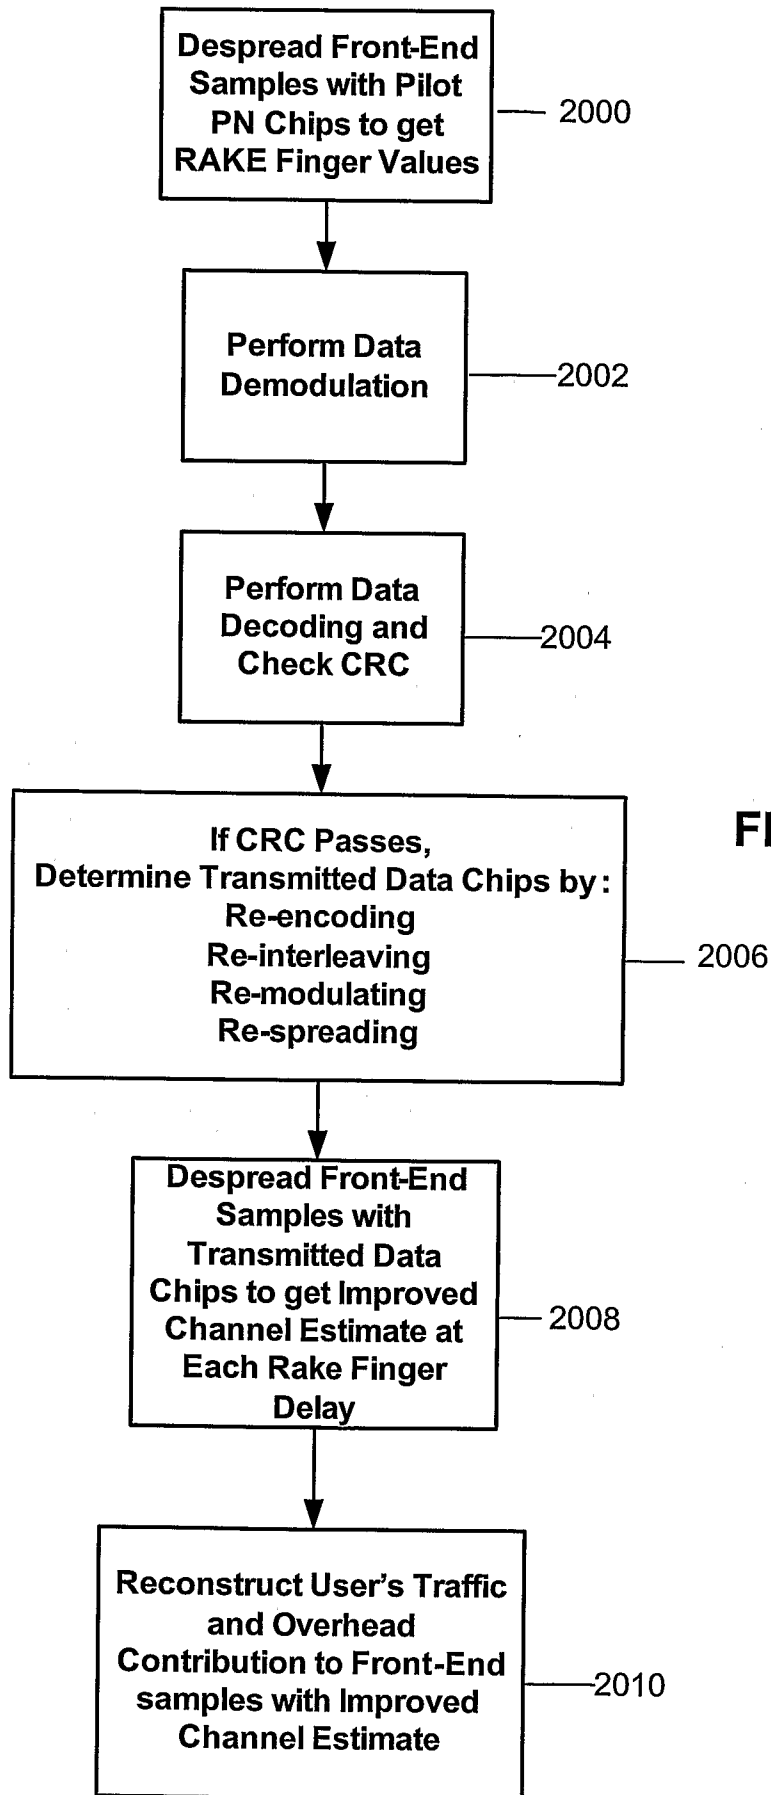 Despread Front-End
Samples with Pilot
PN Chips to get
RAKE Finger Values
2000
Perform Data
Demodulation
2002
Perform Data
Decoding and
Check CRC
2004
If CRC Passes,
Determine Transmitted Data Chips by:
Re-encoding
Re-interleaving
Re-modulating
Re-spreading
2006
Despread Front-End
Samples with
Transmitted Data
Chips to get Improved
Channel Estimate at
Each Rake Finger
Delay
2008
Reconstruct User's Traffic
and Overhead
Contribution to Front-End
samples with Improved
Channel Estimate
2010